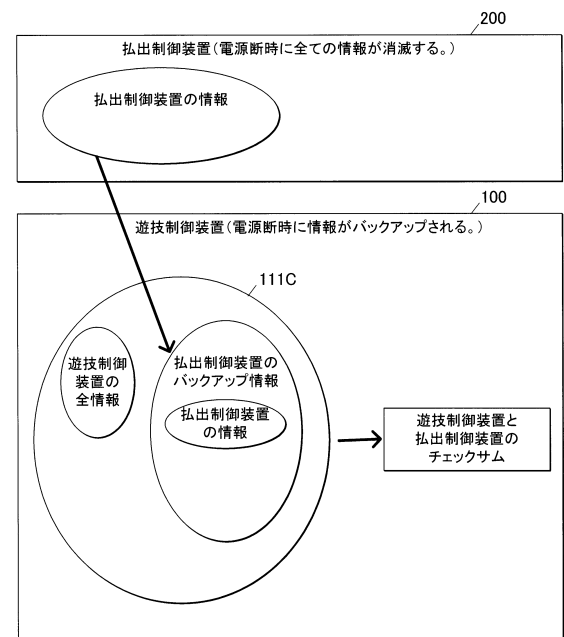 200
払出制御装置（電源断時に全ての情報が消滅する。）
払出制御装置の情報
100
遊技制御装置（電源断時に情報がバックアップされる。）
111C
遊技制御
装置の
全情報
払出制御装置の
バックアップ情報
払出制御装置
の情報
遊技制御装置と
払出制御装置の
チェックサム